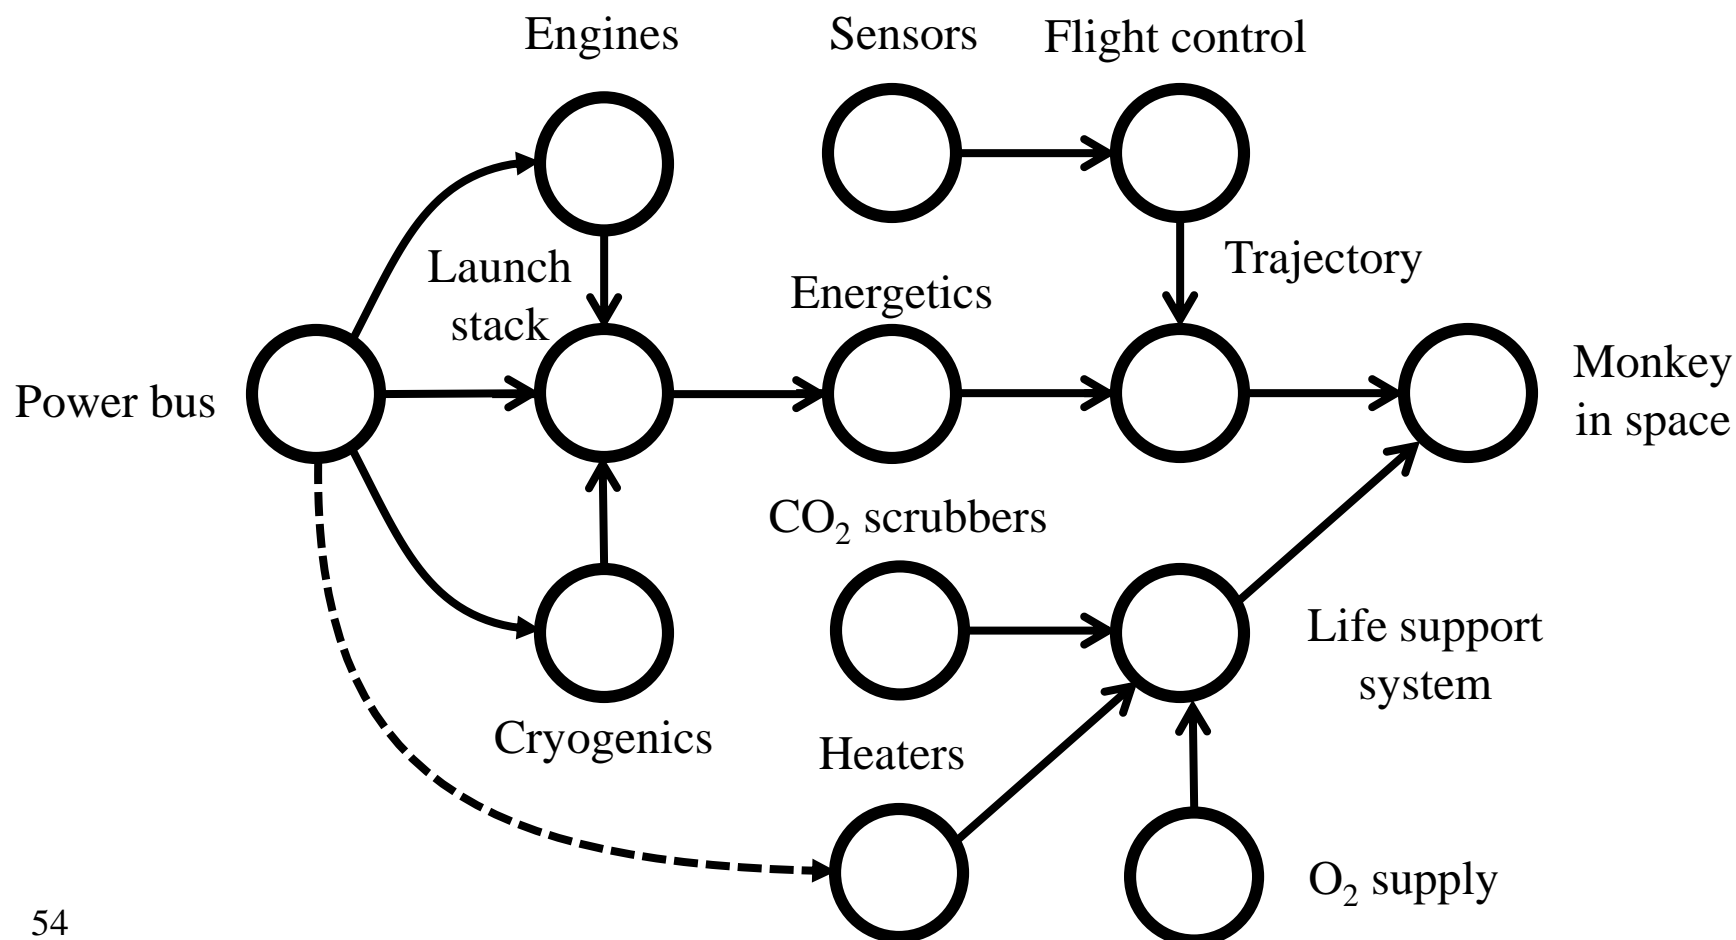 Engines
Sensors
Flight control
Launch
stack
Energetics
Trajectory
Power bus
Monkey
in space
CO₂ scrubbers
Life support
system
Cryogenics
Heaters
O₂ supply
54